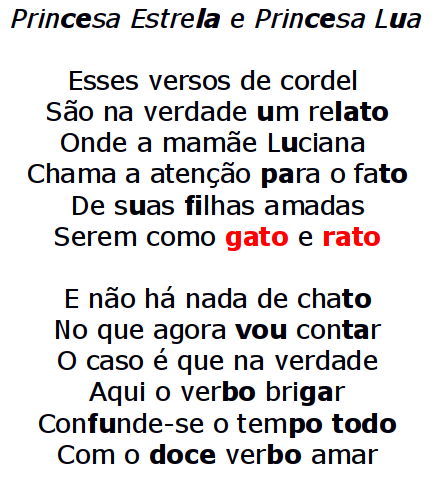 Princesa Estrela e Princesa Lua
Esses versos de cordel
São na verdade um relato
Onde a mamãe Luciana
Chama a atenção para o fato
De suas filhas amadas
Serem como gato e rato
E não há nada de chato
No que agora vou contar
O caso é que na verdade
Aqui o verbo brigar
Confunde-se o tempo todo
Com o doce verbo amar